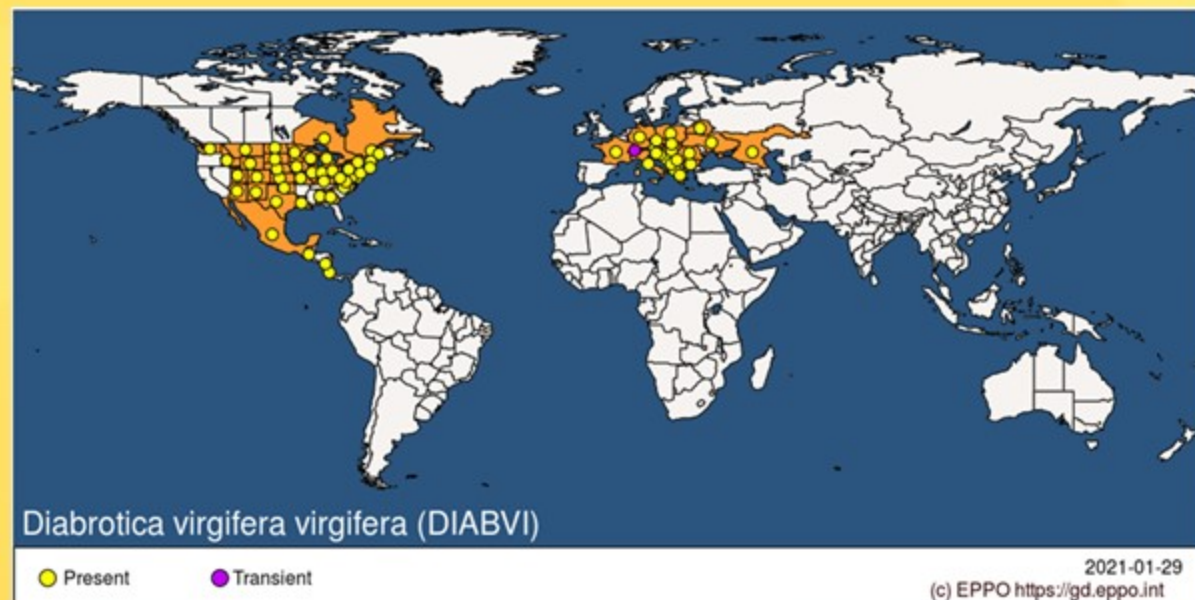 Diabrotica virgifera virgifera (DIABVI)
Present
Transient
2021-01-29
(c) EPPO https://gd.eppo.int